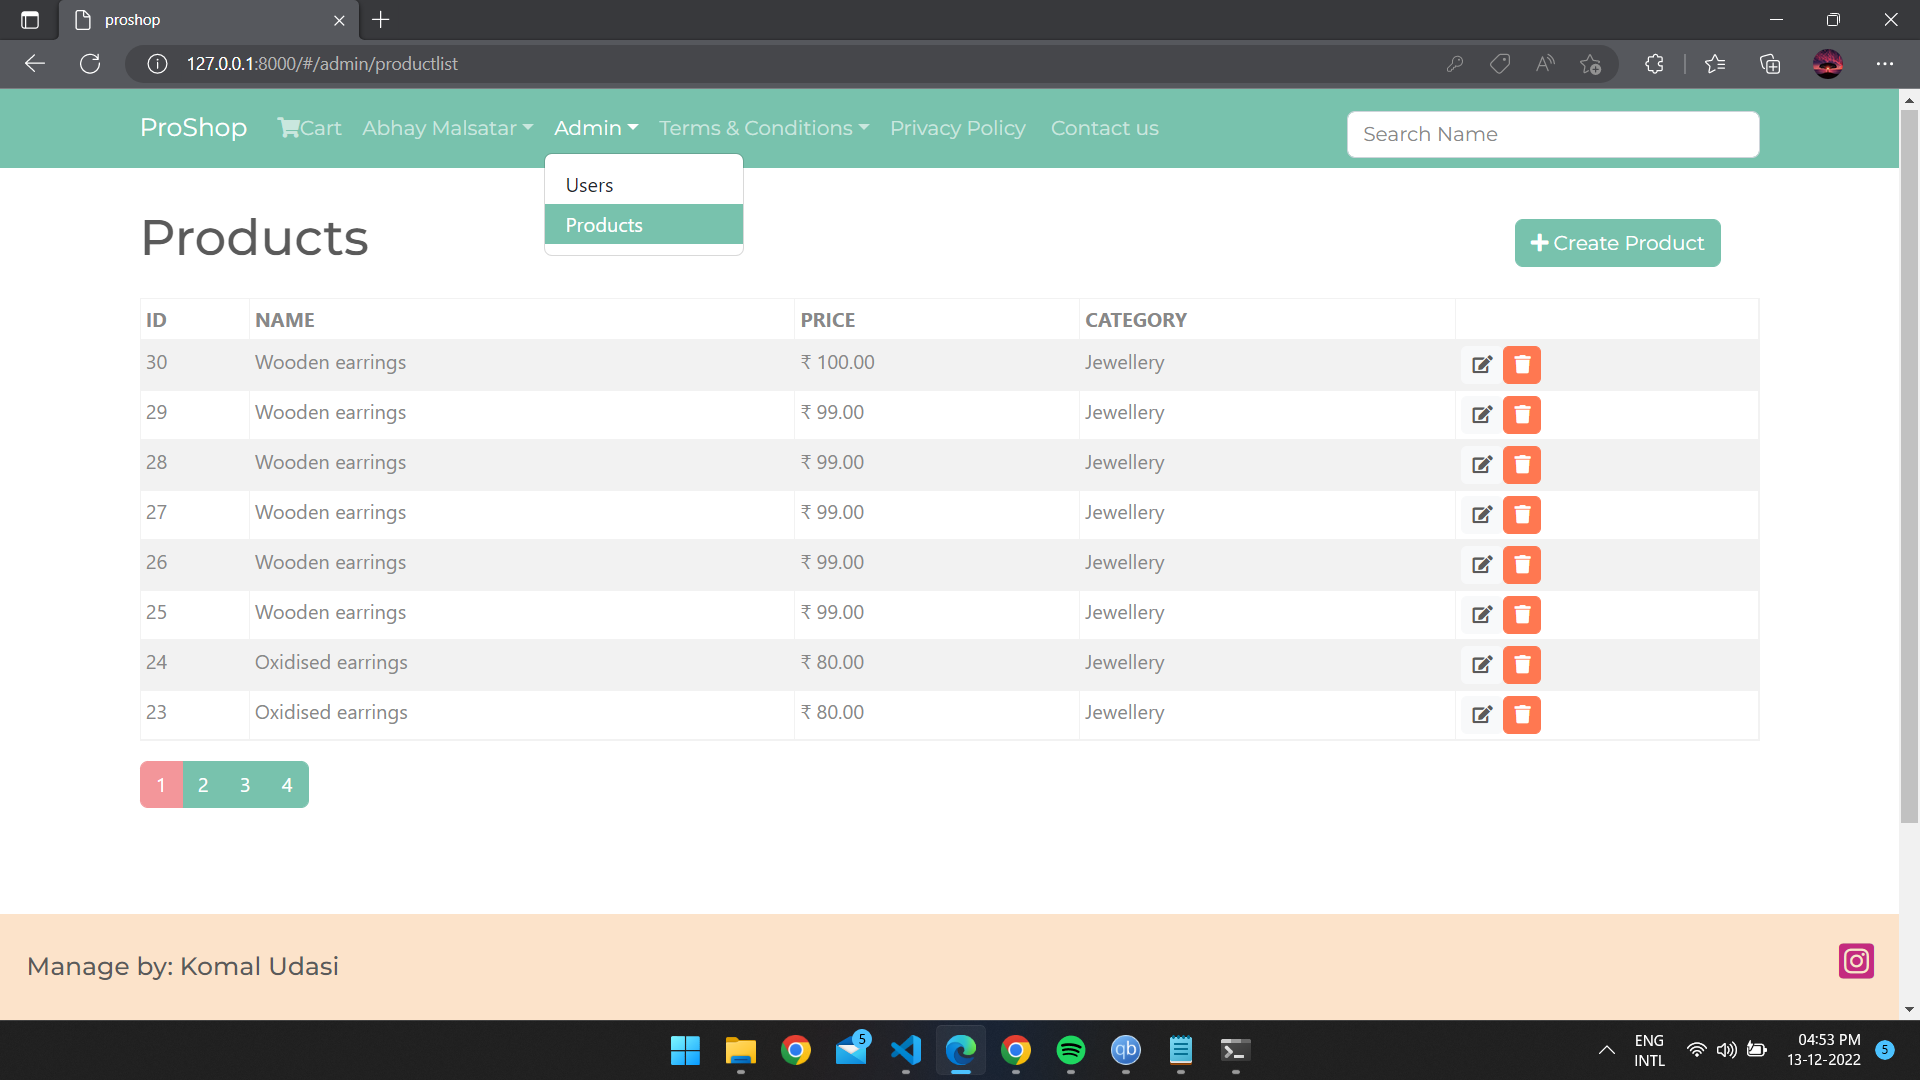 proshop
127.0.0.1:8000/#/admin/productlist
ProShop Cart Abhay Malsatar Admin Terms & Conditions Privacy Policy Contact us Search Name
Users
Products
Products
Create Product
ID NAME PRICE CATEGORY
30 Wooden earrings ₹ 100.00 Jewellery
29 Wooden earrings ₹ 99.00 Jewellery
28 Wooden earrings ₹ 99.00 Jewellery
27 Wooden earrings ₹ 99.00 Jewellery
26 Wooden earrings ₹ 99.00 Jewellery
25 Wooden earrings ₹ 99.00 Jewellery
24 Oxidised earrings ₹ 80.00 Jewellery
23 Oxidised earrings ₹ 80.00 Jewellery
1 2 3 4
Manage by: Komal Udasi
5
qb
ENG
INTL
04:53 PM
13-12-2022
5